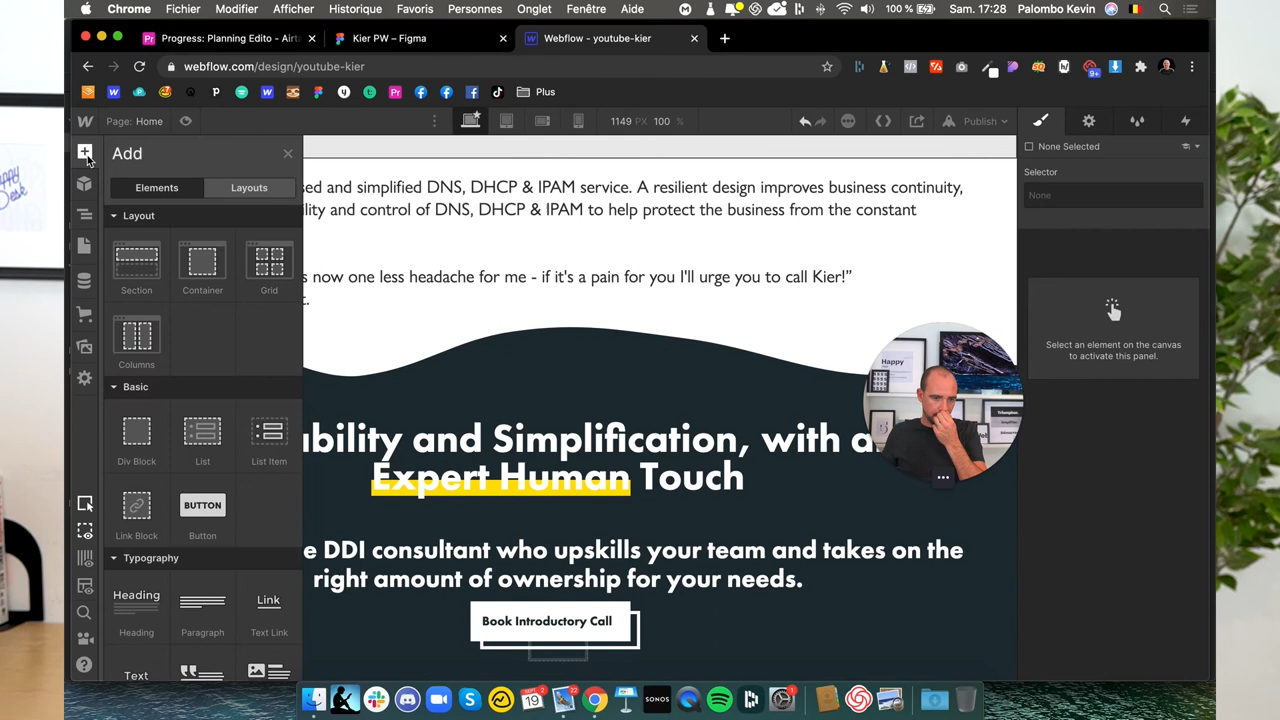 Chrome Fichier Modifier Afficher Historique Favoris Personnes Onglet Fenêtre Aide 100 % Sam. 17:28 Palombo Kevin
Progress: Planning Edito - Airta
Kier PW – Figma
Webflow - youtube-kier
webflow.com/design/youtube-kier
9+
Plus
Page: Home
1149 PX 100 %
Publish
Add
None Selected
Elements Layouts
Selector
None
Layout
Section Container Grid
Columns
Basic
Div Block List List Item
BUTTON
Link Block Button
Typography
Heading Link
Heading Paragraph Text Link
Text
sed and simplified DNS, DHCP & IPAM service. A resilient design improves business continuity,
ility and control of DNS, DHCP & IPAM to help protect the business from the constant
s now one less headache for me - if it's a pain for you I'll urge you to call Kier!”
Select an element on the canvas
to activate this panel.
Happy
bility and Simplification, with a
Expert Human Touch
e DDI consultant who upskills your team and takes on the
right amount of ownership for your needs.
Book Introductory Call
SONOS